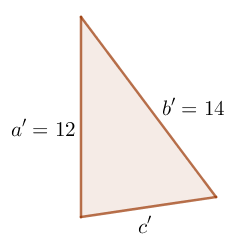 b′ = 14
a′ = 12
c′